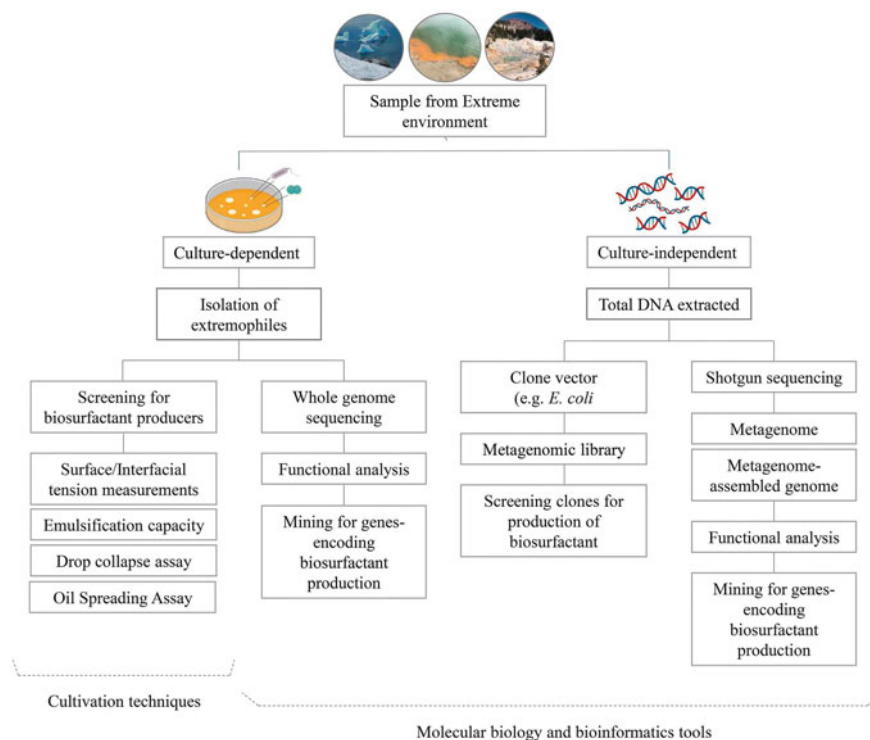 Sample from Extreme
environment
Culture-dependent
Isolation of
extremophiles
Screening for
biosurfactant producers
Surface/Interfacial
tension measurements
Emulsification capacity
Drop collapse assay
Oil Spreading Assay
Whole genome
sequencing
Functional analysis
Mining for genes-
encoding
biosurfactant
production
Culture-independent
Total DNA extracted
Clone vector
(e.g. E. coli
Metagenomic library
Screening clones for
production of
biosurfactant
Shotgun sequencing
Metagenome
Metagenome-
assembled genome
Functional analysis
Mining for genes-
encoding
biosurfactant
production
Cultivation techniques
Molecular biology and bioinformatics tools